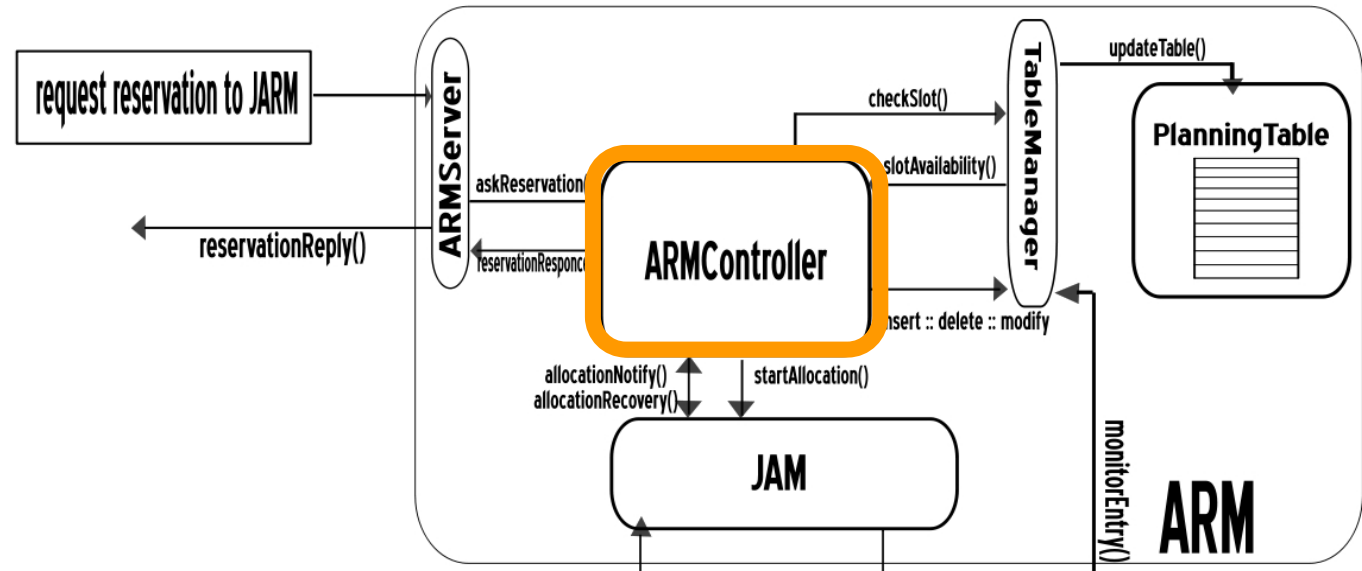 request reservation to JARM
ARMServer
askReservation(
reservationResponce
reservationReply()
ARMController
checkSlot()
slotAvailability()
nsert :: delete :: modify
TableManager
updateTable()
PlanningTable
allocationNotify()
allocationRecovery()
startAllocation()
JAM
monitorEntry()
ARM